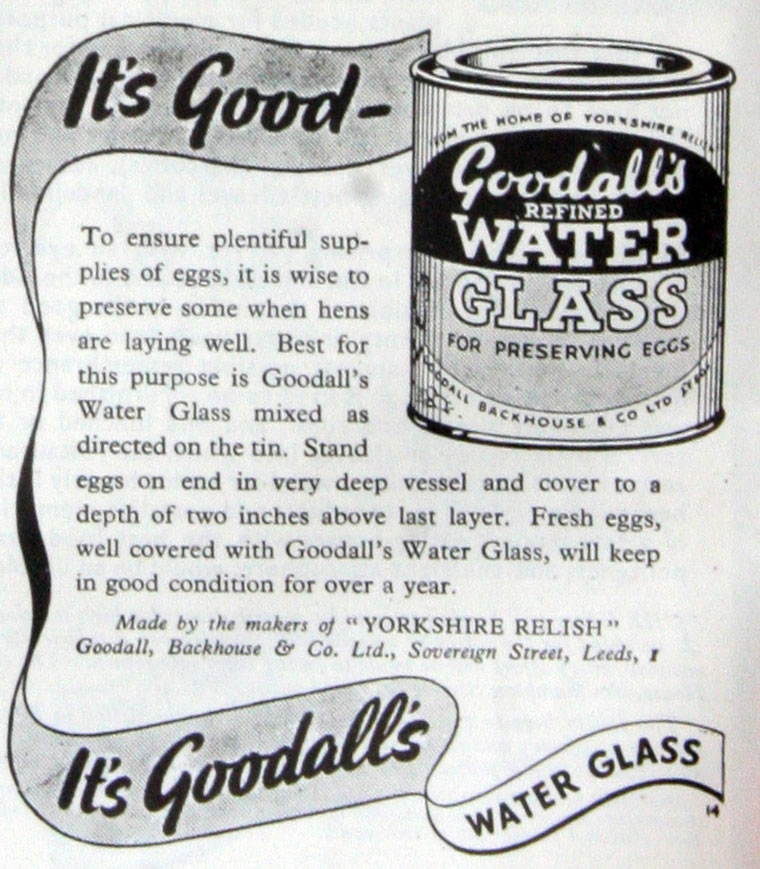 It's Good-
FROM THE HOME OF YORKSHIRE RELISH
Goodall's
REFINED
WATER
GLASS
FOR PRESERVING EGGS
GOODALL BACKHOUSE & CO LTD LEEDS
To ensure plentiful sup-
plies of eggs, it is wise to
preserve some when hens
are laying well. Best for
this purpose is Goodall's
Water Glass mixed as
directed on the tin. Stand
eggs on end in very deep vessel and cover to a
depth of two inches above last layer. Fresh eggs,
well covered with Goodall's Water Glass, will keep
in good condition for over a year.
Made by the makers of "YORKSHIRE RELISH"
Goodall, Backhouse & Co. Ltd., Sovereign Street, Leeds, 1
It's Goodall's
WATER GLASS
14